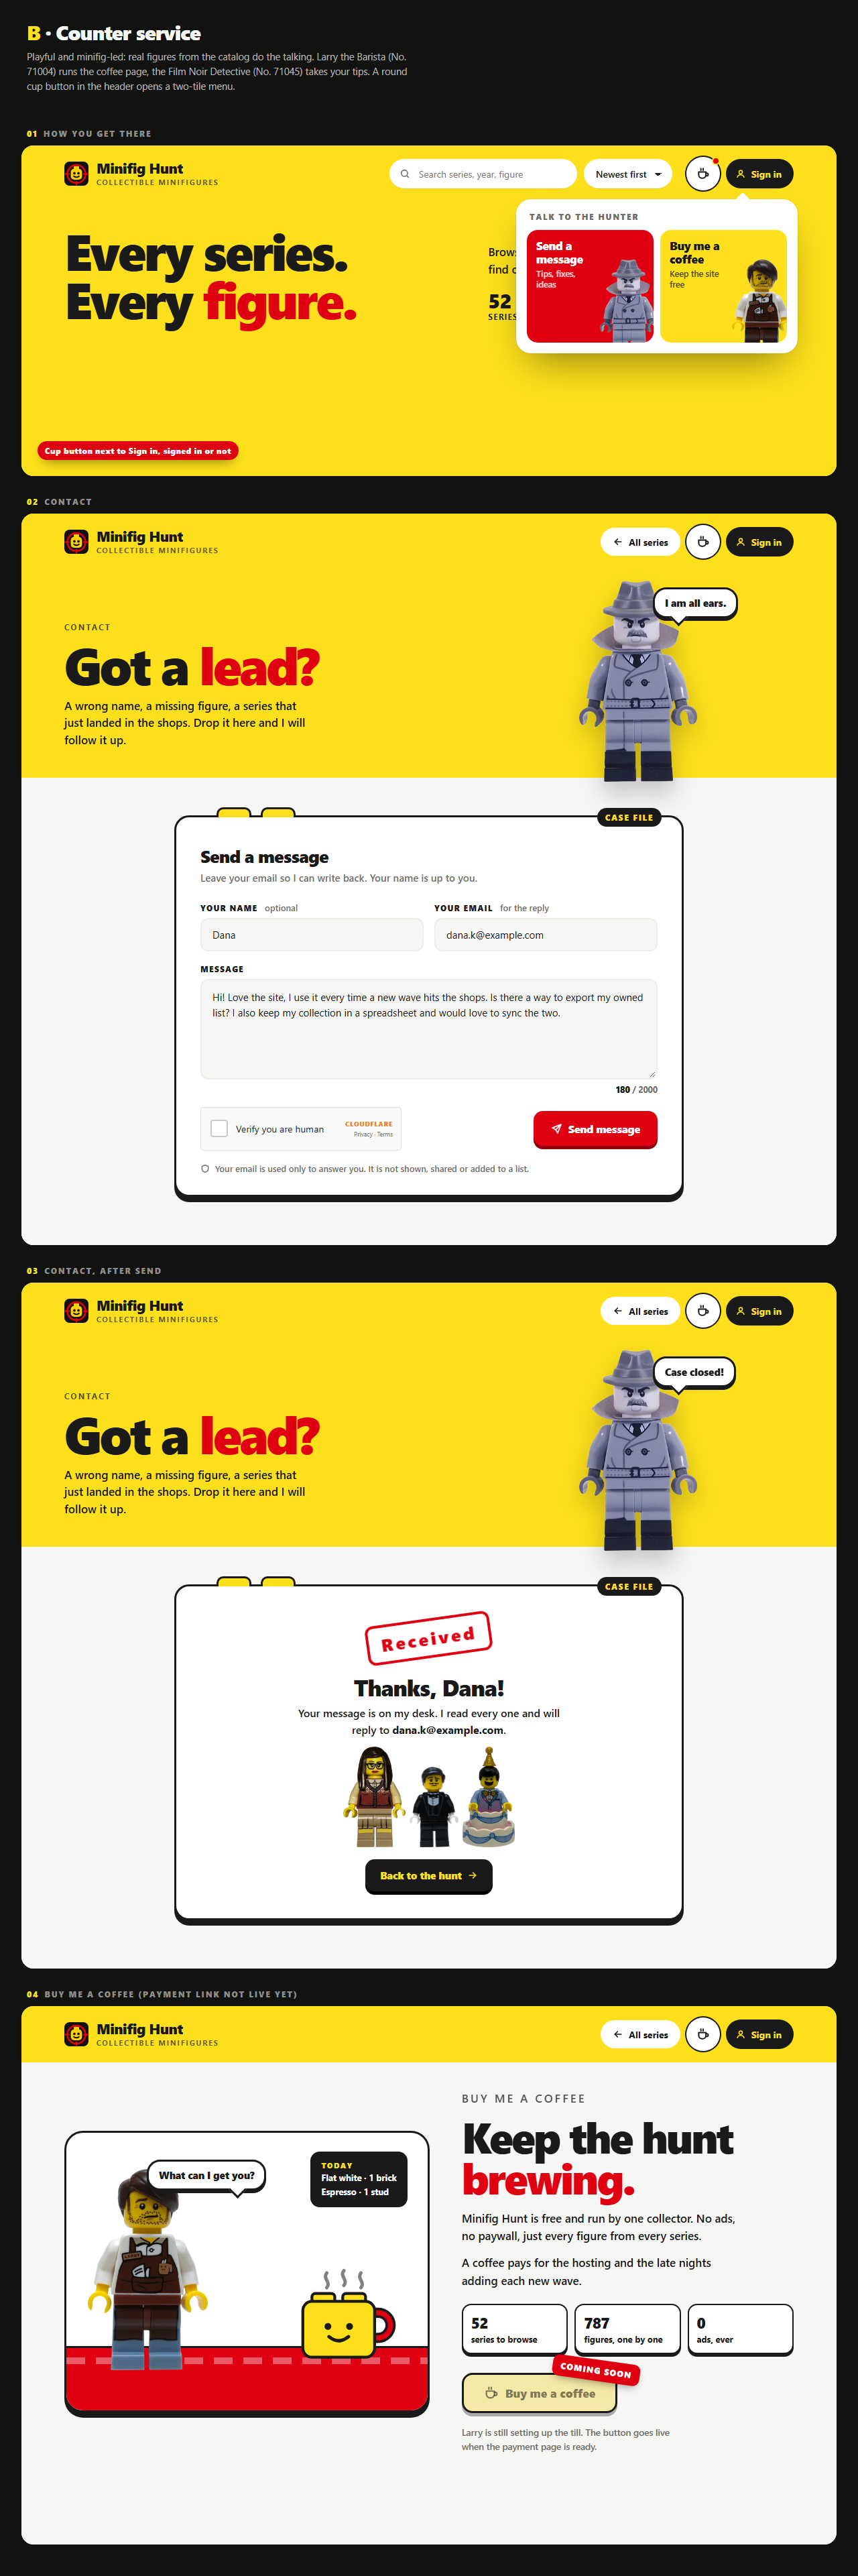 B · Counter service
Playful and minifig-led: real figures from the catalog do the talking. Larry the Barista (No.
71004) runs the coffee page, the Film Noir Detective (No. 71045) takes your tips. A round
cup button in the header opens a two-tile menu.
01 HOW YOU GET THERE
Minifig Hunt
COLLECTIBLE MINIFIGURES
Search series, year, figure
Newest first
Sign in
TALK TO THE HUNTER
Send a
message
Tips, fixes,
ideas
Buy me a
coffee
Keep the site
free
Every series.
Every figure.
Brows
find c
52
SERIES
Cup button next to Sign in, signed in or not
02 CONTACT
Minifig Hunt
COLLECTIBLE MINIFIGURES
All series
Sign in
I am all ears.
CONTACT
Got a lead?
A wrong name, a missing figure, a series that
just landed in the shops. Drop it here and I will
follow it up.
CASE FILE
Send a message
Leave your email so I can write back. Your name is up to you.
YOUR NAME optional
YOUR EMAIL for the reply
Dana
dana.k@example.com
MESSAGE
Hi! Love the site, I use it every time a new wave hits the shops. Is there a way to export my owned
list? I also keep my collection in a spreadsheet and would love to sync the two.
180 / 2000
Verify you are human
CLOUDFLARE
Privacy · Terms
Send message
Your email is used only to answer you. It is not shown, shared or added to a list.
03 CONTACT, AFTER SEND
Minifig Hunt
COLLECTIBLE MINIFIGURES
All series
Sign in
Case closed!
CONTACT
Got a lead?
A wrong name, a missing figure, a series that
just landed in the shops. Drop it here and I will
follow it up.
CASE FILE
Received
Thanks, Dana!
Your message is on my desk. I read every one and will
reply to dana.k@example.com.
Back to the hunt
04 BUY ME A COFFEE (PAYMENT LINK NOT LIVE YET)
Minifig Hunt
COLLECTIBLE MINIFIGURES
All series
Sign in
What can I get you?
TODAY
Flat white · 1 brick
Espresso · 1 stud
LARRY
BUY ME A COFFEE
Keep the hunt
brewing.
Minifig Hunt is free and run by one collector. No ads,
no paywall, just every figure from every series.
A coffee pays for the hosting and the late nights
adding each new wave.
52
series to browse
787
figures, one by one
0
ads, ever
COMING SOON
Buy me a coffee
Larry is still setting up the till. The button goes live
when the payment page is ready.